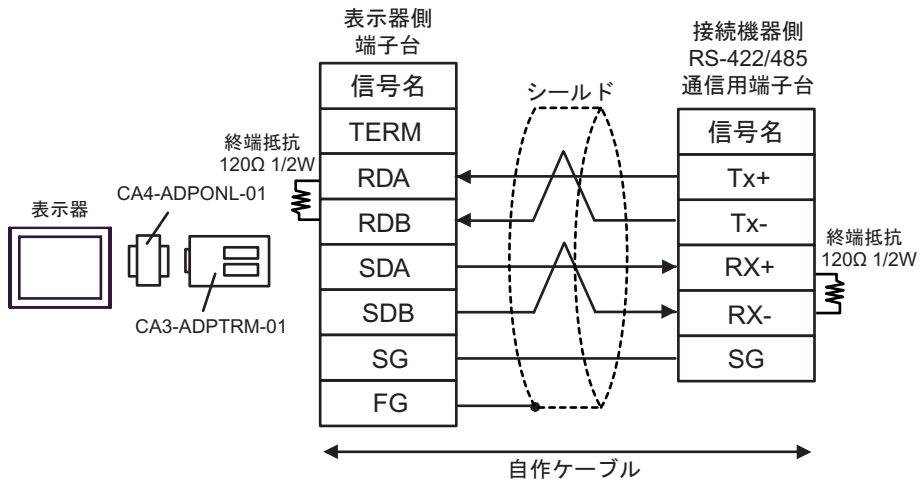 表示器側
端子台
信号名
TERM
RDA
RDB
SDA
SDB
SG
FG
終端抵抗
120Ω 1/2W
表示器
CA4-ADPONL-01
CA3-ADPTRM-01
シールド
接続機器側
RS-422/485
通信用端子台
信号名
Tx+
Tx-
RX+
RX-
SG
終端抵抗
120Ω 1/2W
自作ケーブル